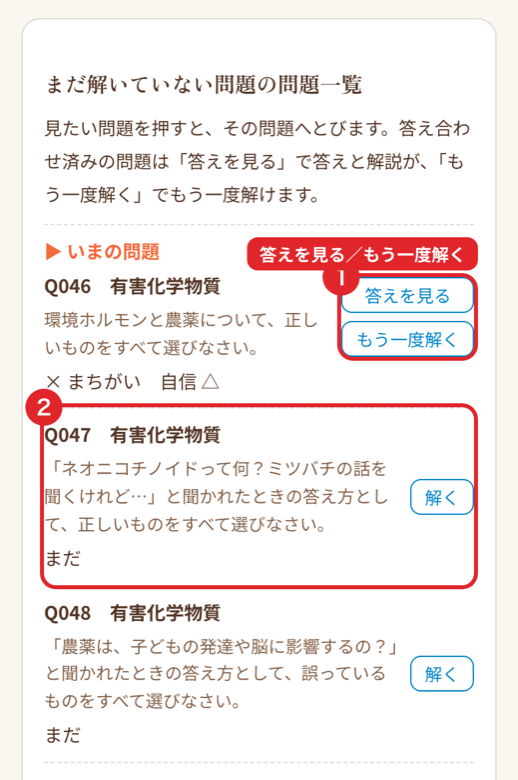 まだ解いていない問題の問題一覧
見たい問題を押すと、その問題へとびます。答え合わ
せ済みの問題は「答えを見る」で答えと解説が、「も
う一度解く」でもう一度解けます。
▶ いまの問題
答えを見る／もう一度解く
1
Q046 有害化学物質
答えを見る
環境ホルモンと農薬について、正し
いものをすべて選びなさい。
もう一度解く
× まちがい 自信 △
2
Q047 有害化学物質
「ネオニコチノイドって何？ミツバチの話を
聞くけれど…」と聞かれたときの答え方とし
て、正しいものをすべて選びなさい。
解く
まだ
Q048 有害化学物質
「農薬は、子どもの発達や脳に影響するの？」
と聞かれたときの答え方として、誤っている
ものをすべて選びなさい。
解く
まだ